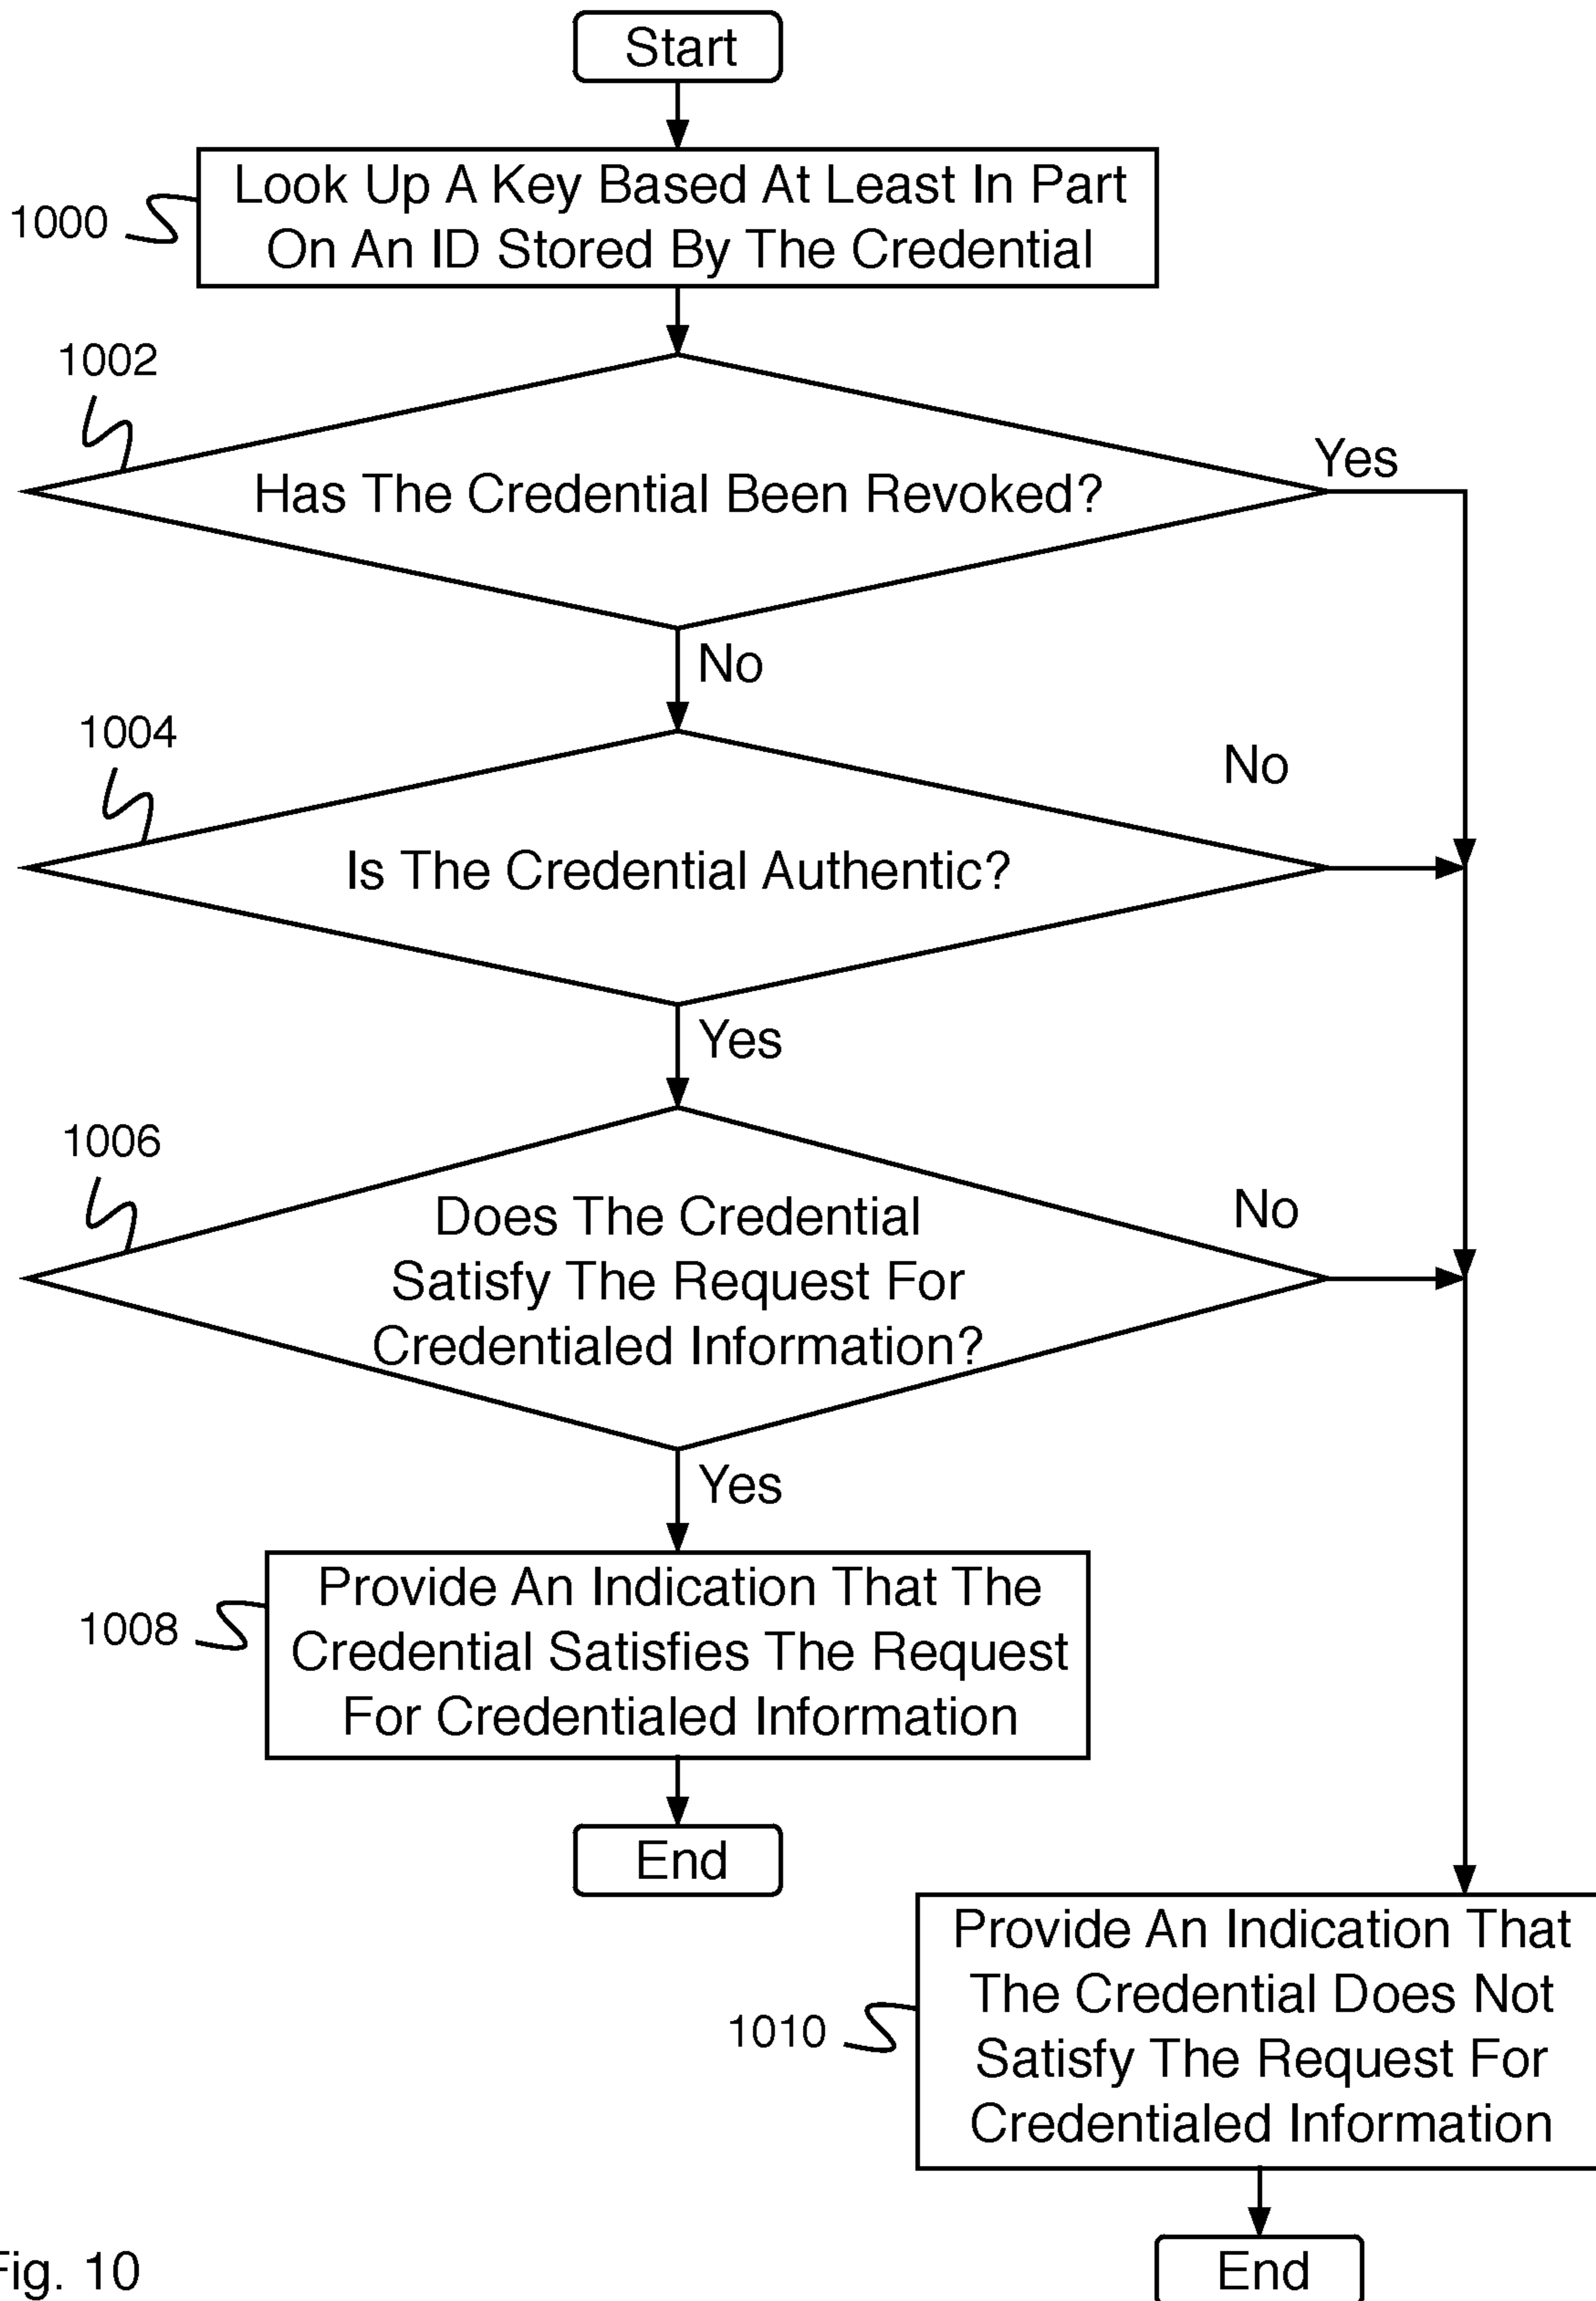 Start
1000
Look Up A Key Based At Least In Part
On An ID Stored By The Credential
1002
Has The Credential Been Revoked?
Yes
No
1004
Is The Credential Authentic?
No
Yes
1006
Does The Credential
Satisfy The Request For
Credentialed Information?
No
Yes
1008
Provide An Indication That The
Credential Satisfies The Request
For Credentialed Information
End
1010
Provide An Indication That
The Credential Does Not
Satisfy The Request For
Credentialed Information
End
Fig. 10